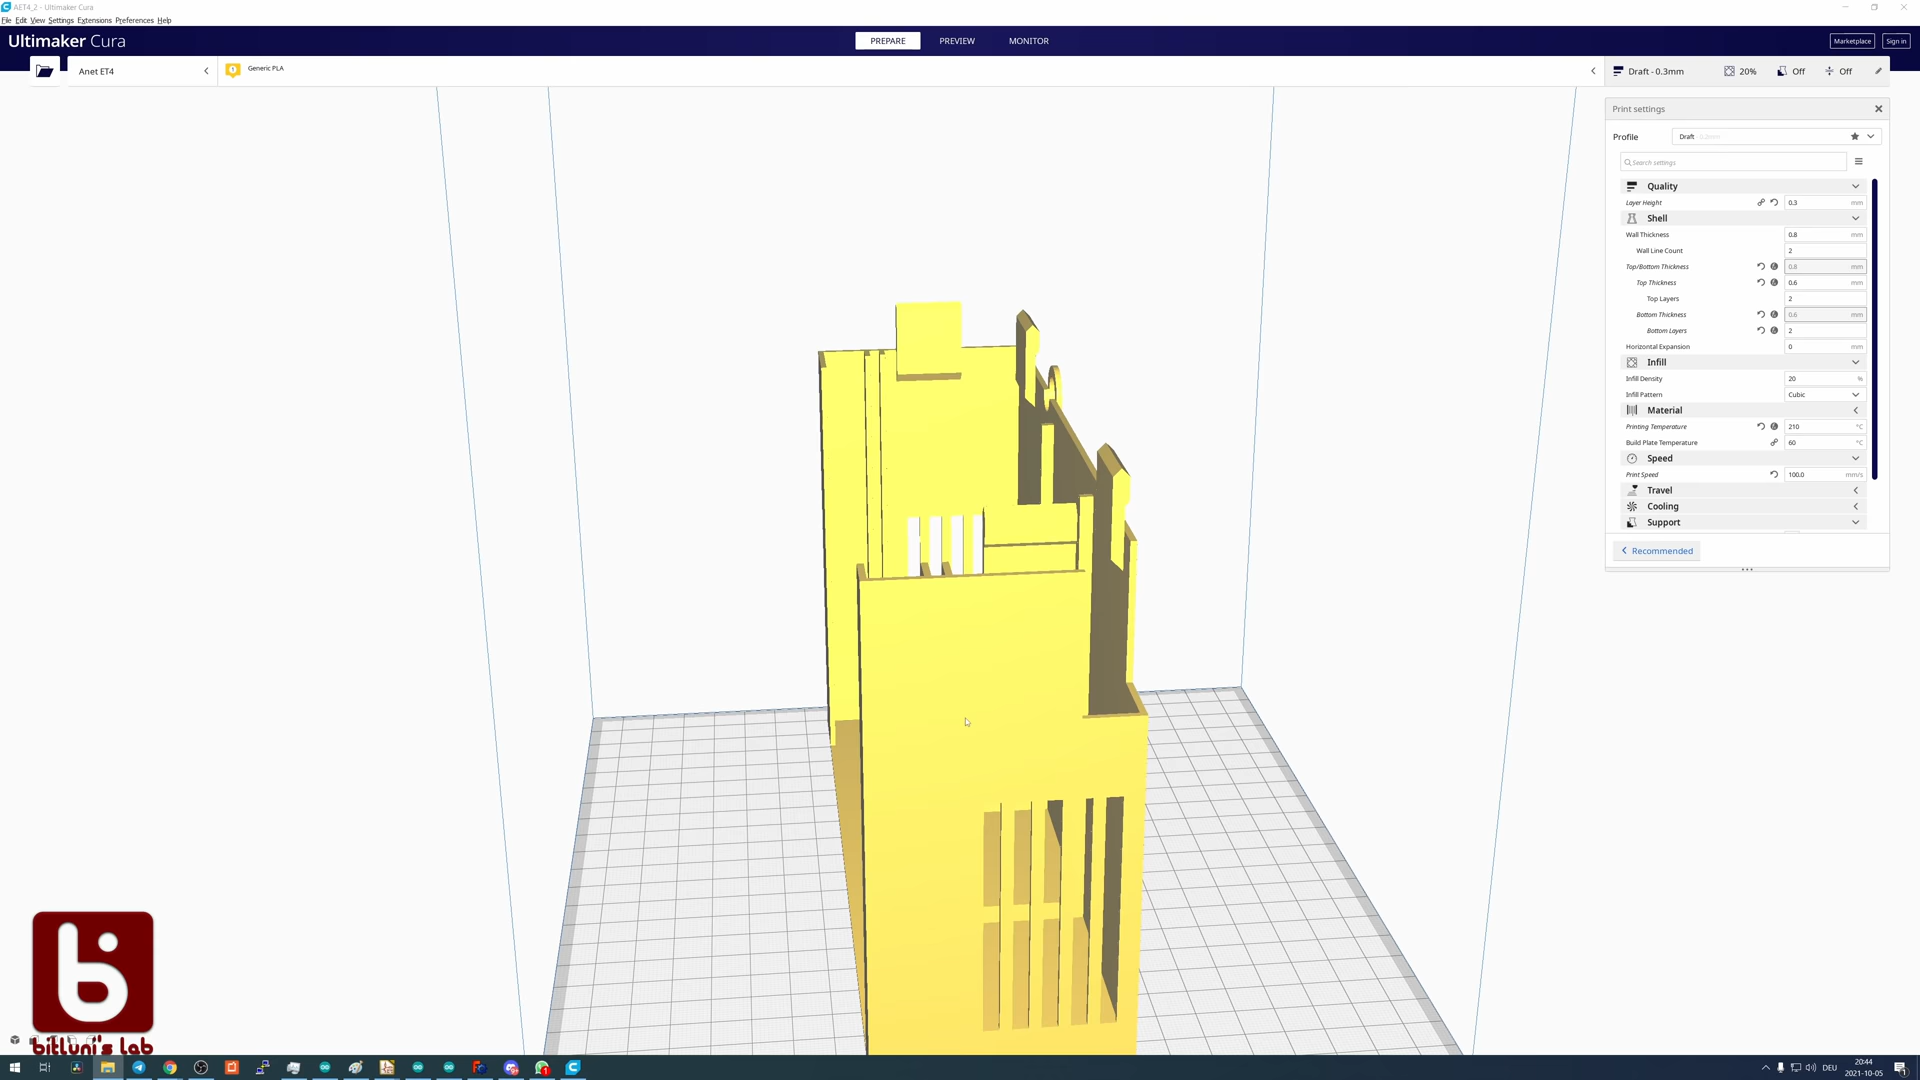 AET4_2 - Ultimaker Cura
File Edit View Settings Extensions Preferences Help
Ultimaker Cura
PREPARE
PREVIEW
MONITOR
Marketplace
Sign in
Anet ET4
1
Generic PLA
Draft - 0.3mm
20%
Off
Off
Print settings
Profile
Draft 0.3mm
Search settings
Quality
Layer Height 0.3 mm
Shell
Wall Thickness 0.8 mm
Wall Line Count 2
Top/Bottom Thickness 0.8 mm
Top Thickness 0.6 mm
Top Layers 2
Bottom Thickness 0.6 mm
Bottom Layers 2
Horizontal Expansion 0 mm
Infill
Infill Density 20 %
Infill Pattern Cubic
Material
Printing Temperature 210 °C
Build Plate Temperature 60 °C
Speed
Print Speed 100.0 mm/s
Travel
Cooling
Support
Recommended
b
bitluni's lab
DEU
20:44
2021-10-05